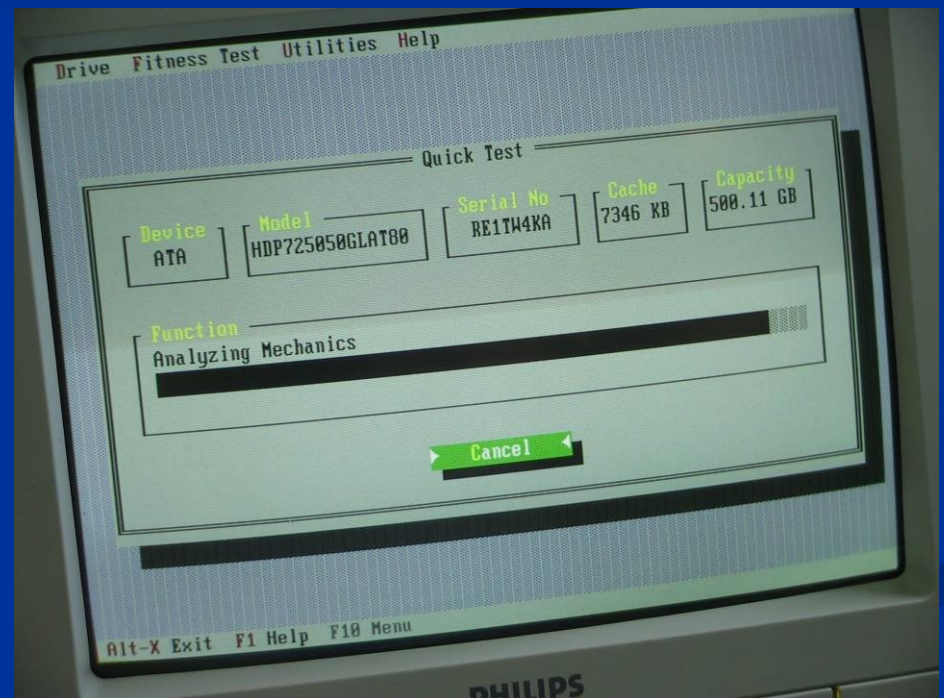 Drive Fitness Test Utilities Help
Quick Test
Device Model Serial No Cache Capacity
ATA HDP725050GLAT80 RE1TW4KA 7346 KB 500.11 GB
Function
Analyzing Mechanics
Cancel
Alt-X Exit F1 Help F10 Menu
PHILIPS